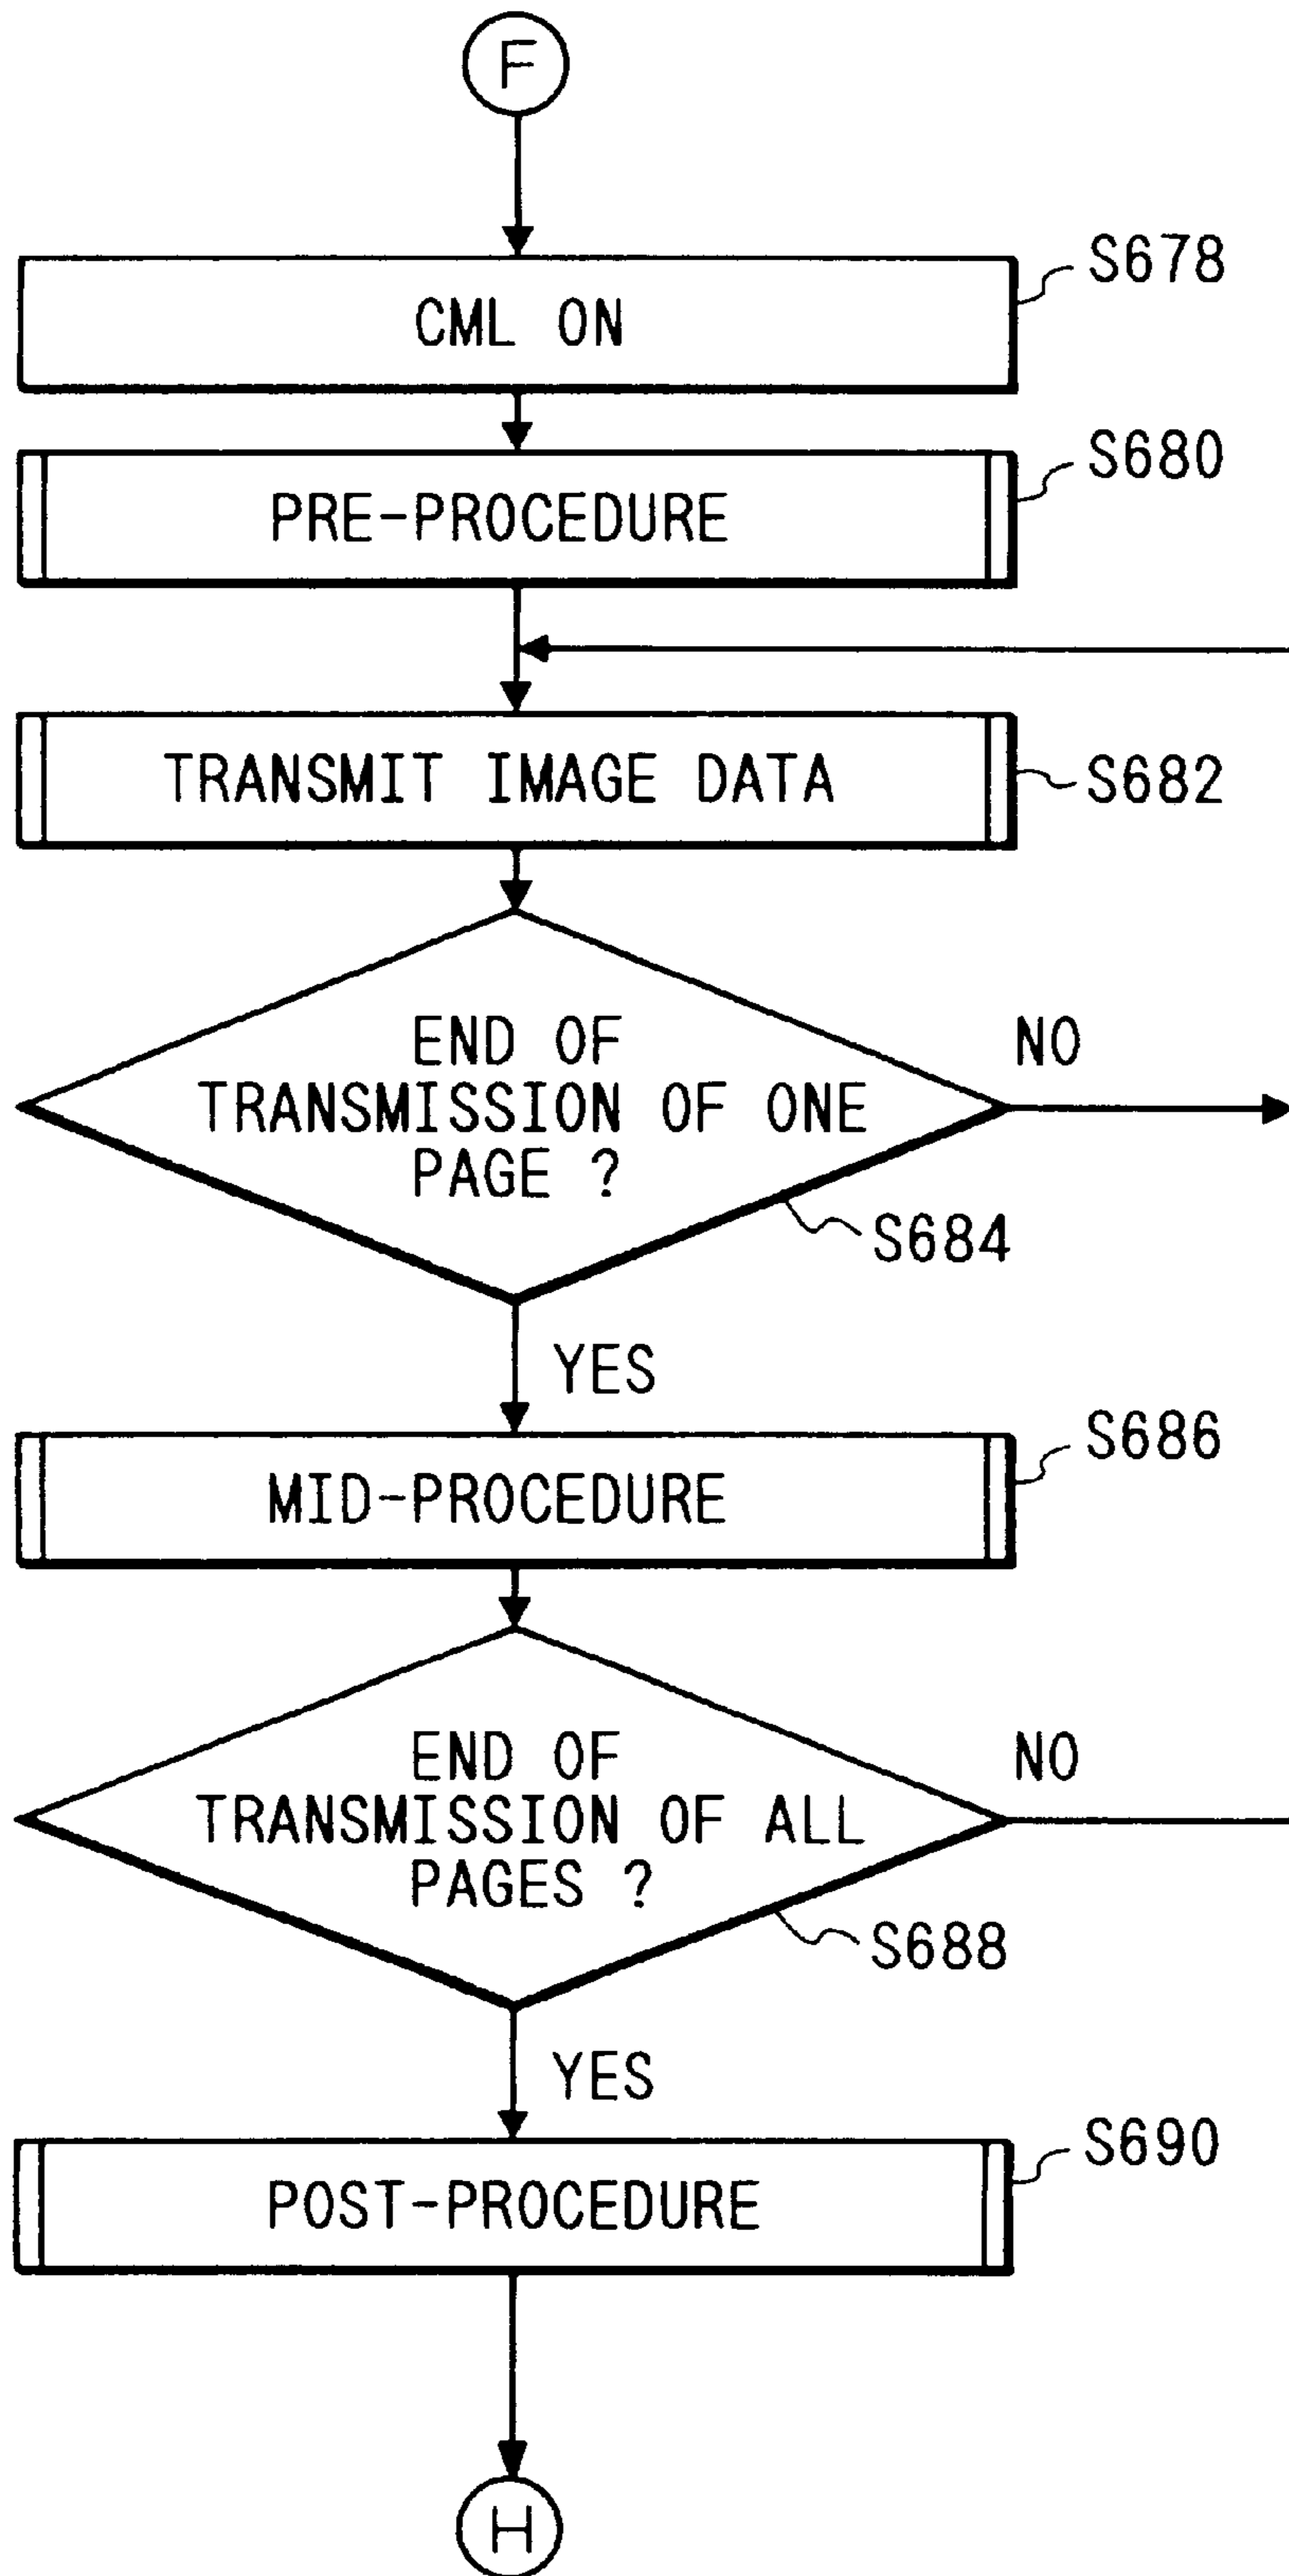 F
CML ON
S678
PRE-PROCEDURE
S680
TRANSMIT IMAGE DATA
S682
END OF
TRANSMISSION OF ONE
PAGE ?
NO
S684
YES
MID-PROCEDURE
S686
END OF
TRANSMISSION OF ALL
PAGES ?
NO
S688
YES
POST-PROCEDURE
S690
H